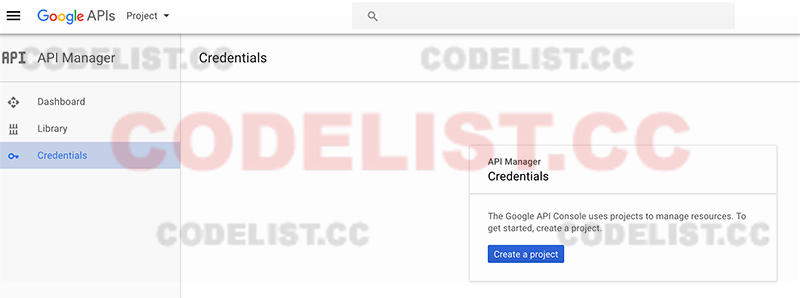 Google APIs Project
API API Manager Credentials
CODELIST.CC CODELIST.CC
Dashboard
Library
Credentials
CODELIST.CC
API Manager
Credentials
The Google API Console uses projects to manage resources. To
get started, create a project.
CODELIST.CC CODELIST.CC
Create a project